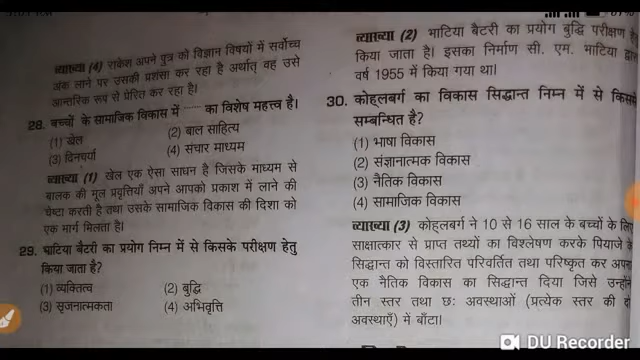 व्याख्या (4) राकेश अपने पुत्र को विज्ञान विषयों में सर्वोच्च
अंक लाने पर उसकी प्रशंसा कर रहा है अर्थात् वह उसे
आन्तरिक रूप से प्रेरित कर रहा है।
28. बच्चों के सामाजिक विकास में ...... का विशेष महत्त्व है।
(1) खेल (2) बाल साहित्य
(3) दिनचर्या (4) संचार माध्यम
व्याख्या (1) खेल एक ऐसा साधन है जिसके माध्यम से
बालक की मूल प्रवृत्तियाँ अपने आपको प्रकाश में लाने की
चेष्टा करती है तथा उसके सामाजिक विकास की दिशा को
एक मार्ग मिलता है।
29. भाटिया बैटरी का प्रयोग निम्न में से किसके परीक्षण हेतु
किया जाता है?
(1) व्यक्तित्व (2) बुद्धि
(3) सृजनात्मकता (4) अभिवृत्ति
व्याख्या (2) भाटिया बैटरी का प्रयोग बुद्धि परीक्षण
किया जाता है। इसका निर्माण सी. एम. भाटिया
वर्ष 1955 में किया गया था।
30. कोहलबर्ग का विकास सिद्धान्त निम्न में से
सम्बन्धित है?
(1) भाषा विकास
(2) संज्ञानात्मक विकास
(3) नैतिक विकास
(4) सामाजिक विकास
व्याख्या (3) कोहलबर्ग ने 10 से 16 साल के बच्चों के
साक्षात्कार से प्राप्त तथ्यों का विश्लेषण करके पियाजे
सिद्धान्त को विस्तारित परिवर्तित तथा परिष्कृत कर
एक नैतिक विकास का सिद्धान्त दिया जिसे
तीन स्तर तथा छः अवस्थाओं (प्रत्येक स्तर की
अवस्थाएँ) में बाँटा।
DU Recorder